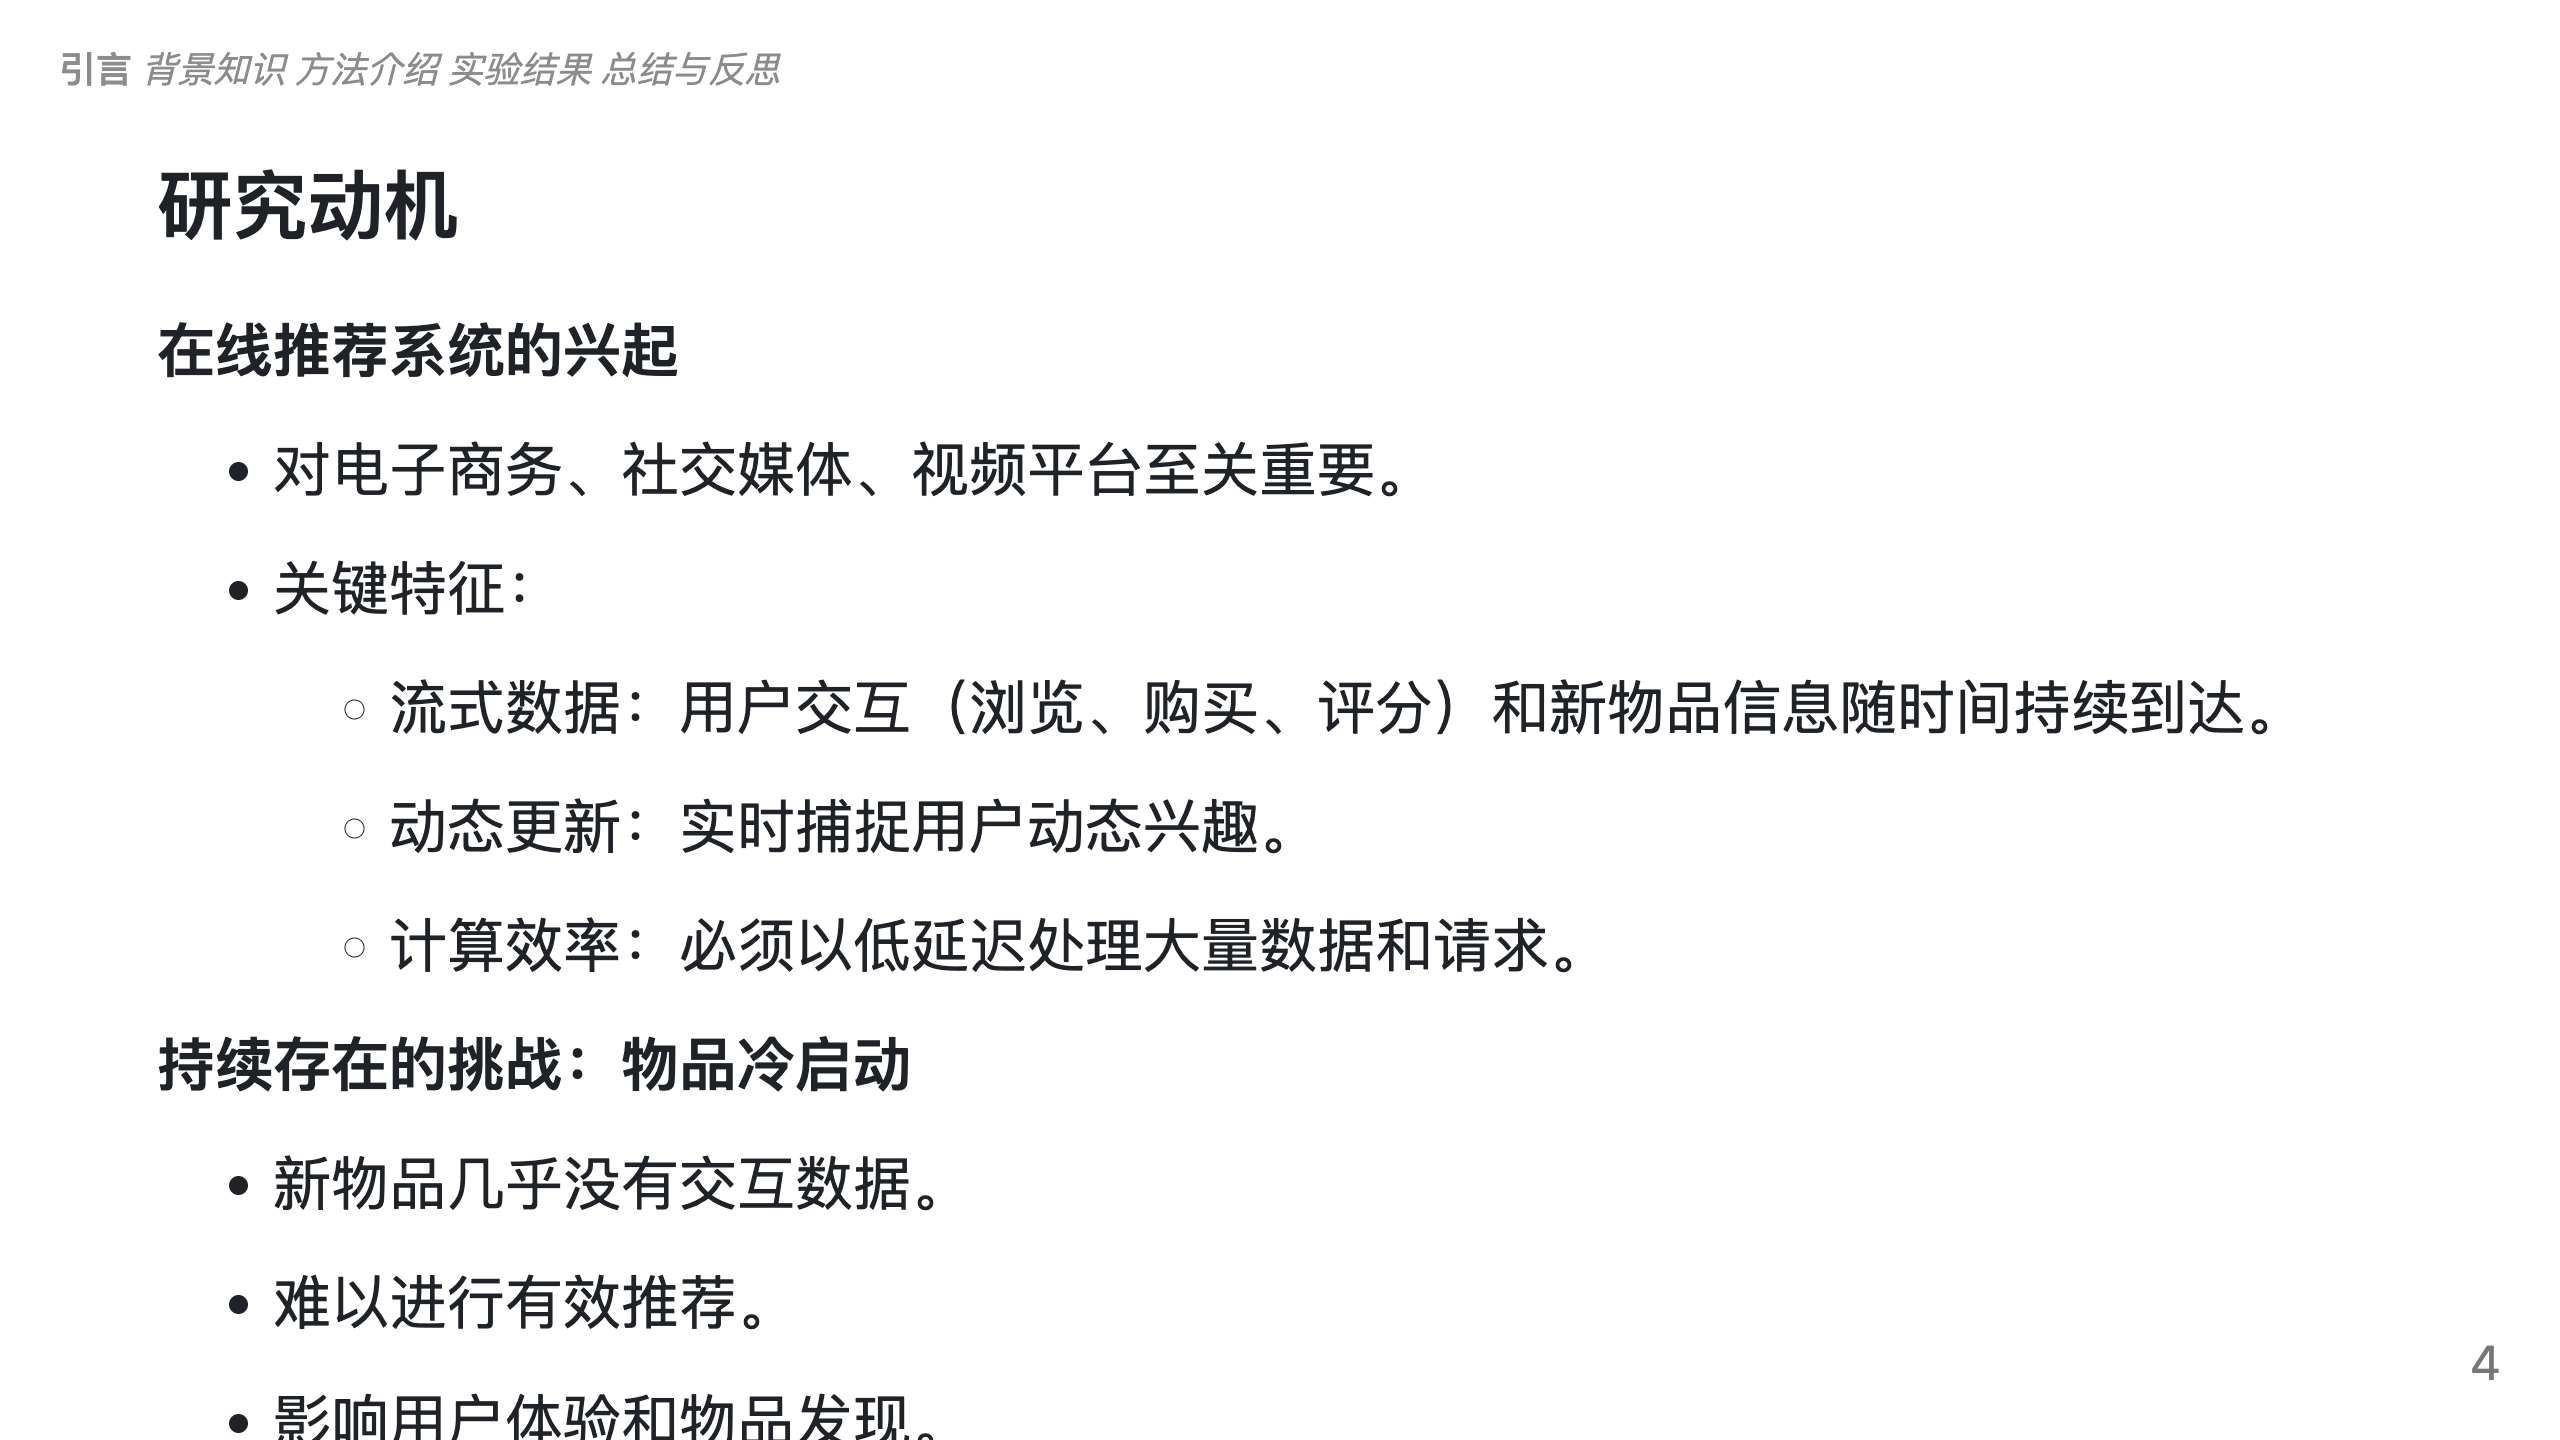 引言 背景知识 方法介绍 实验结果 总结与反思
研究动机
在线推荐系统的兴起
对电子商务、社交媒体、视频平台至关重要。
关键特征：
流式数据：用户交互（浏览、购买、评分）和新物品信息随时间持续到达。
动态更新：实时捕捉用户动态兴趣。
计算效率：必须以低延迟处理大量数据和请求。
持续存在的挑战：物品冷启动
新物品几乎没有交互数据。
难以进行有效推荐。
影响用户体验和物品发现。
4